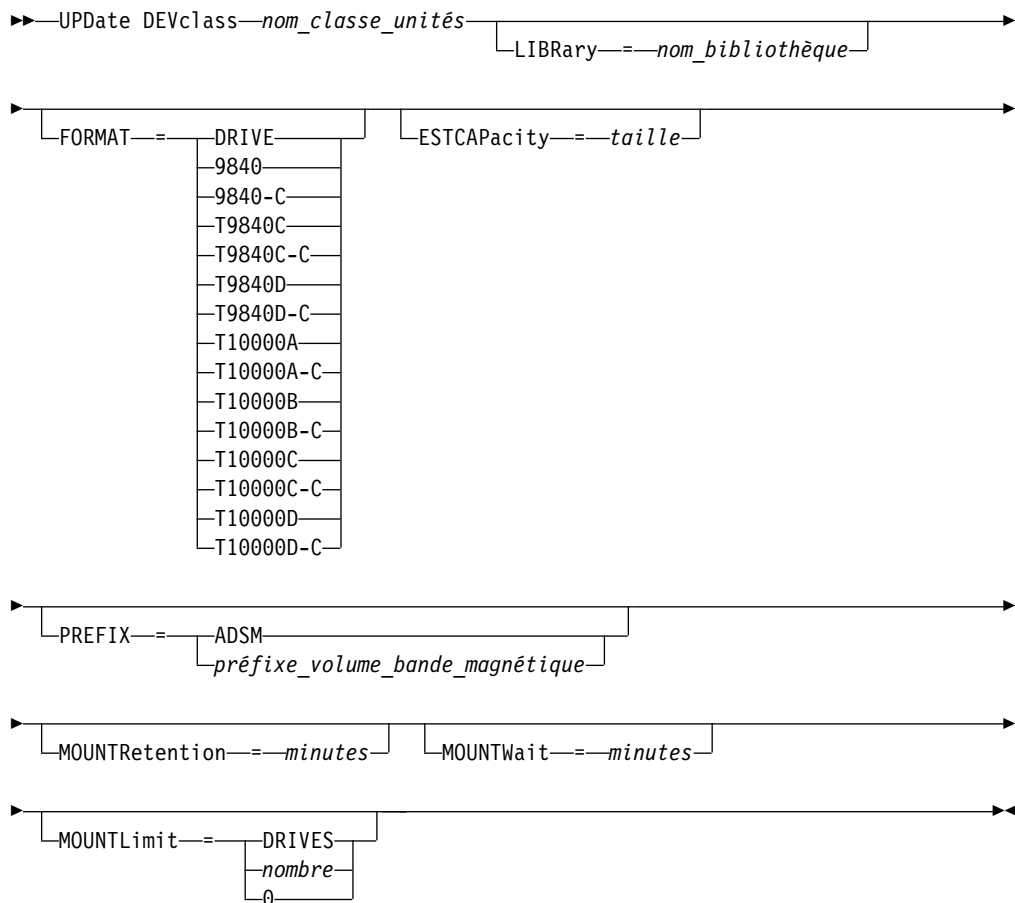 UPDate DEVclass nom_classe_unités
LIBRary = nom_bibliothèque
FORMAT = DRIVE ESTCAPacity = taille
9840
9840-C
T9840C
T9840C-C
T9840D
T9840D-C
T10000A
T10000A-C
T10000B
T10000B-C
T10000C
T10000C-C
T10000D
T10000D-C
PREFIX = ADSM
préfixe_volume_bande_magnétique
MOUNTRetention = minutes MOUNTWait = minutes
MOUNTLimit = DRIVES
nombre
0